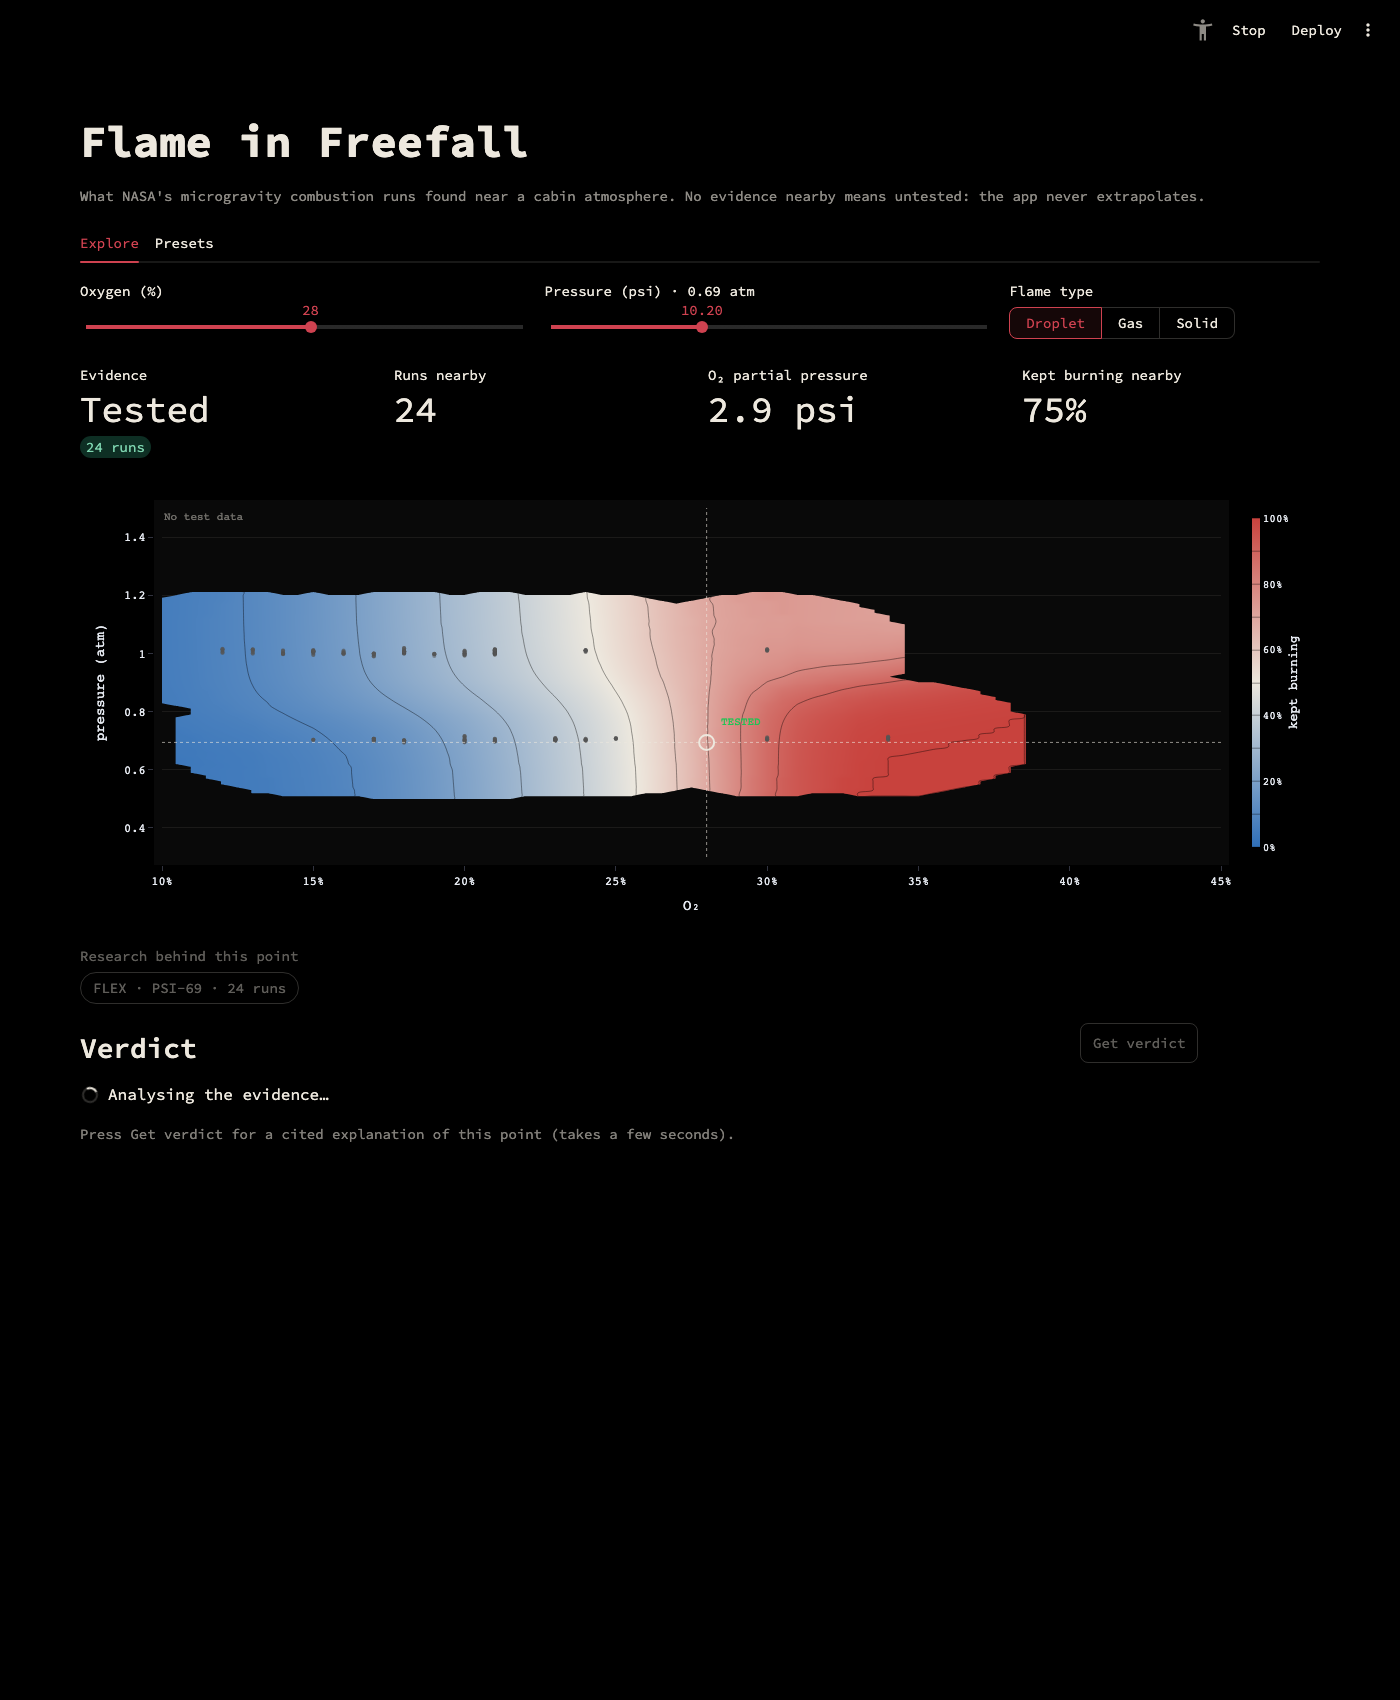 Stop Deploy
Flame in Freefall
What NASA's microgravity combustion runs found near a cabin atmosphere. No evidence nearby means untested: the app never extrapolates.
Explore Presets
Oxygen (%) Pressure (psi) · 0.69 atm Flame type
28 10.20
Droplet Gas Solid
Evidence Runs nearby O₂ partial pressure Kept burning nearby
Tested 24 2.9 psi 75%
24 runs
No test data
1.4
1.2
1
0.8
0.6
0.4
pressure (atm)
TESTED
10% 15% 20% 25% 30% 35% 40% 45%
O₂
100%
80%
60%
40%
20%
0%
kept burning
Research behind this point
FLEX · PSI-69 · 24 runs
Verdict
Get verdict
Analysing the evidence…
Press Get verdict for a cited explanation of this point (takes a few seconds).